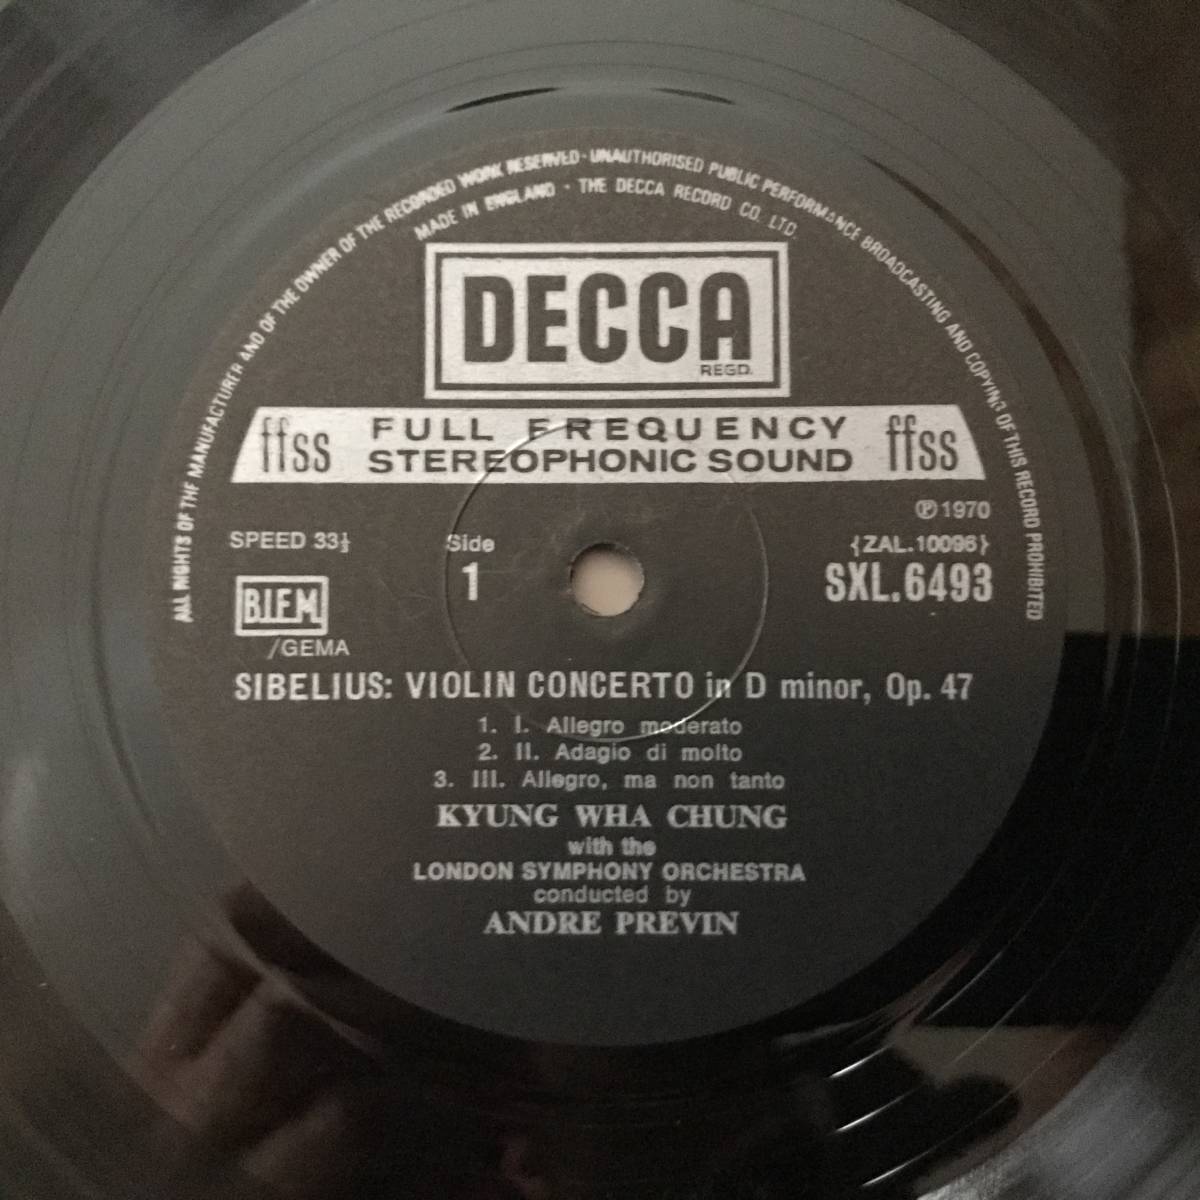 ALL RIGHTS OF THE MANUFACTURER AND OF THE OWNER OF THE RECORDED WORK RESERVED · UNAUTHORISED PUBLIC PERFORMANCE BROADCASTING AND COPYING OF THIS RECORD PROHIBITED
MADE IN ENGLAND · THE DECCA RECORD CO. LTD.
DECCA
REGD.
ffss FULL FREQUENCY ffss
STEREOPHONIC SOUND
℗ 1970
SPEED 33⅓ Side {ZAL.10096}
1 SXL.6493
B.I.E.M.
/GEMA
SIBELIUS: VIOLIN CONCERTO in D minor, Op. 47
1. I. Allegro moderato
2. II. Adagio di molto
3. III. Allegro, ma non tanto
KYUNG WHA CHUNG
with the
LONDON SYMPHONY ORCHESTRA
conducted by
ANDRE PREVIN